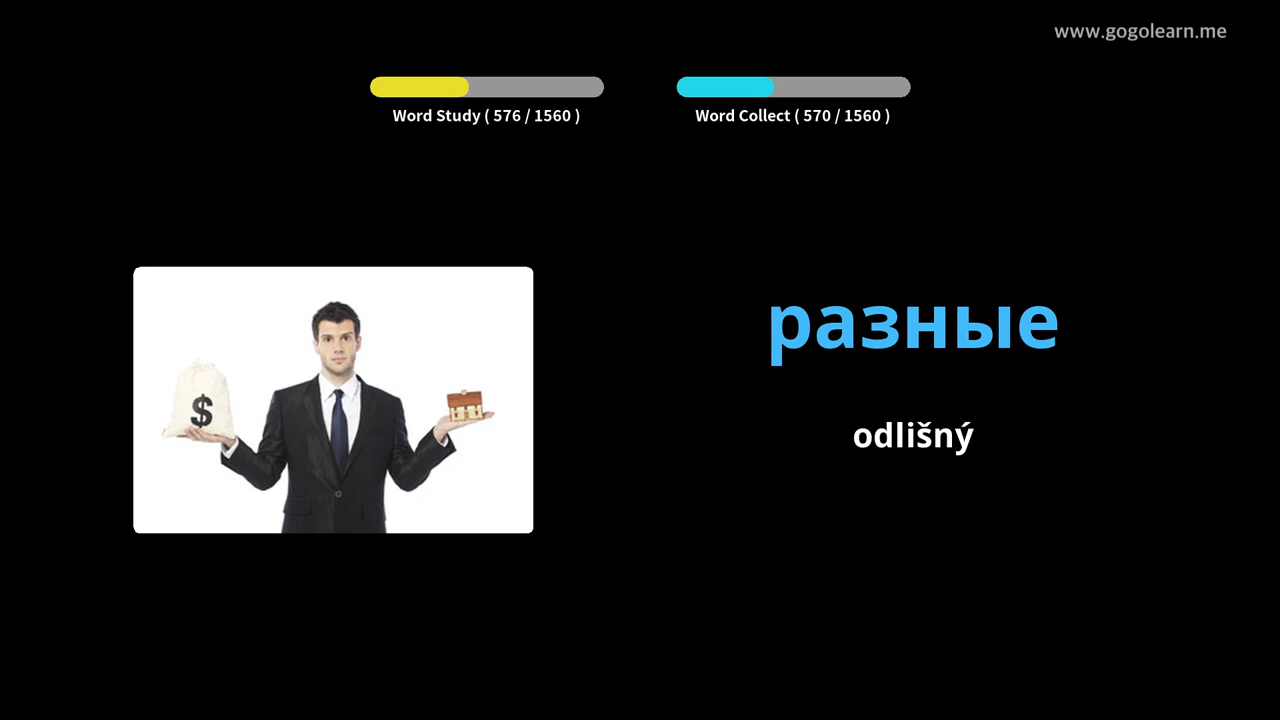 www.gogolearn.me
Word Study ( 576 / 1560 )
Word Collect ( 570 / 1560 )
$
разные
odlišný